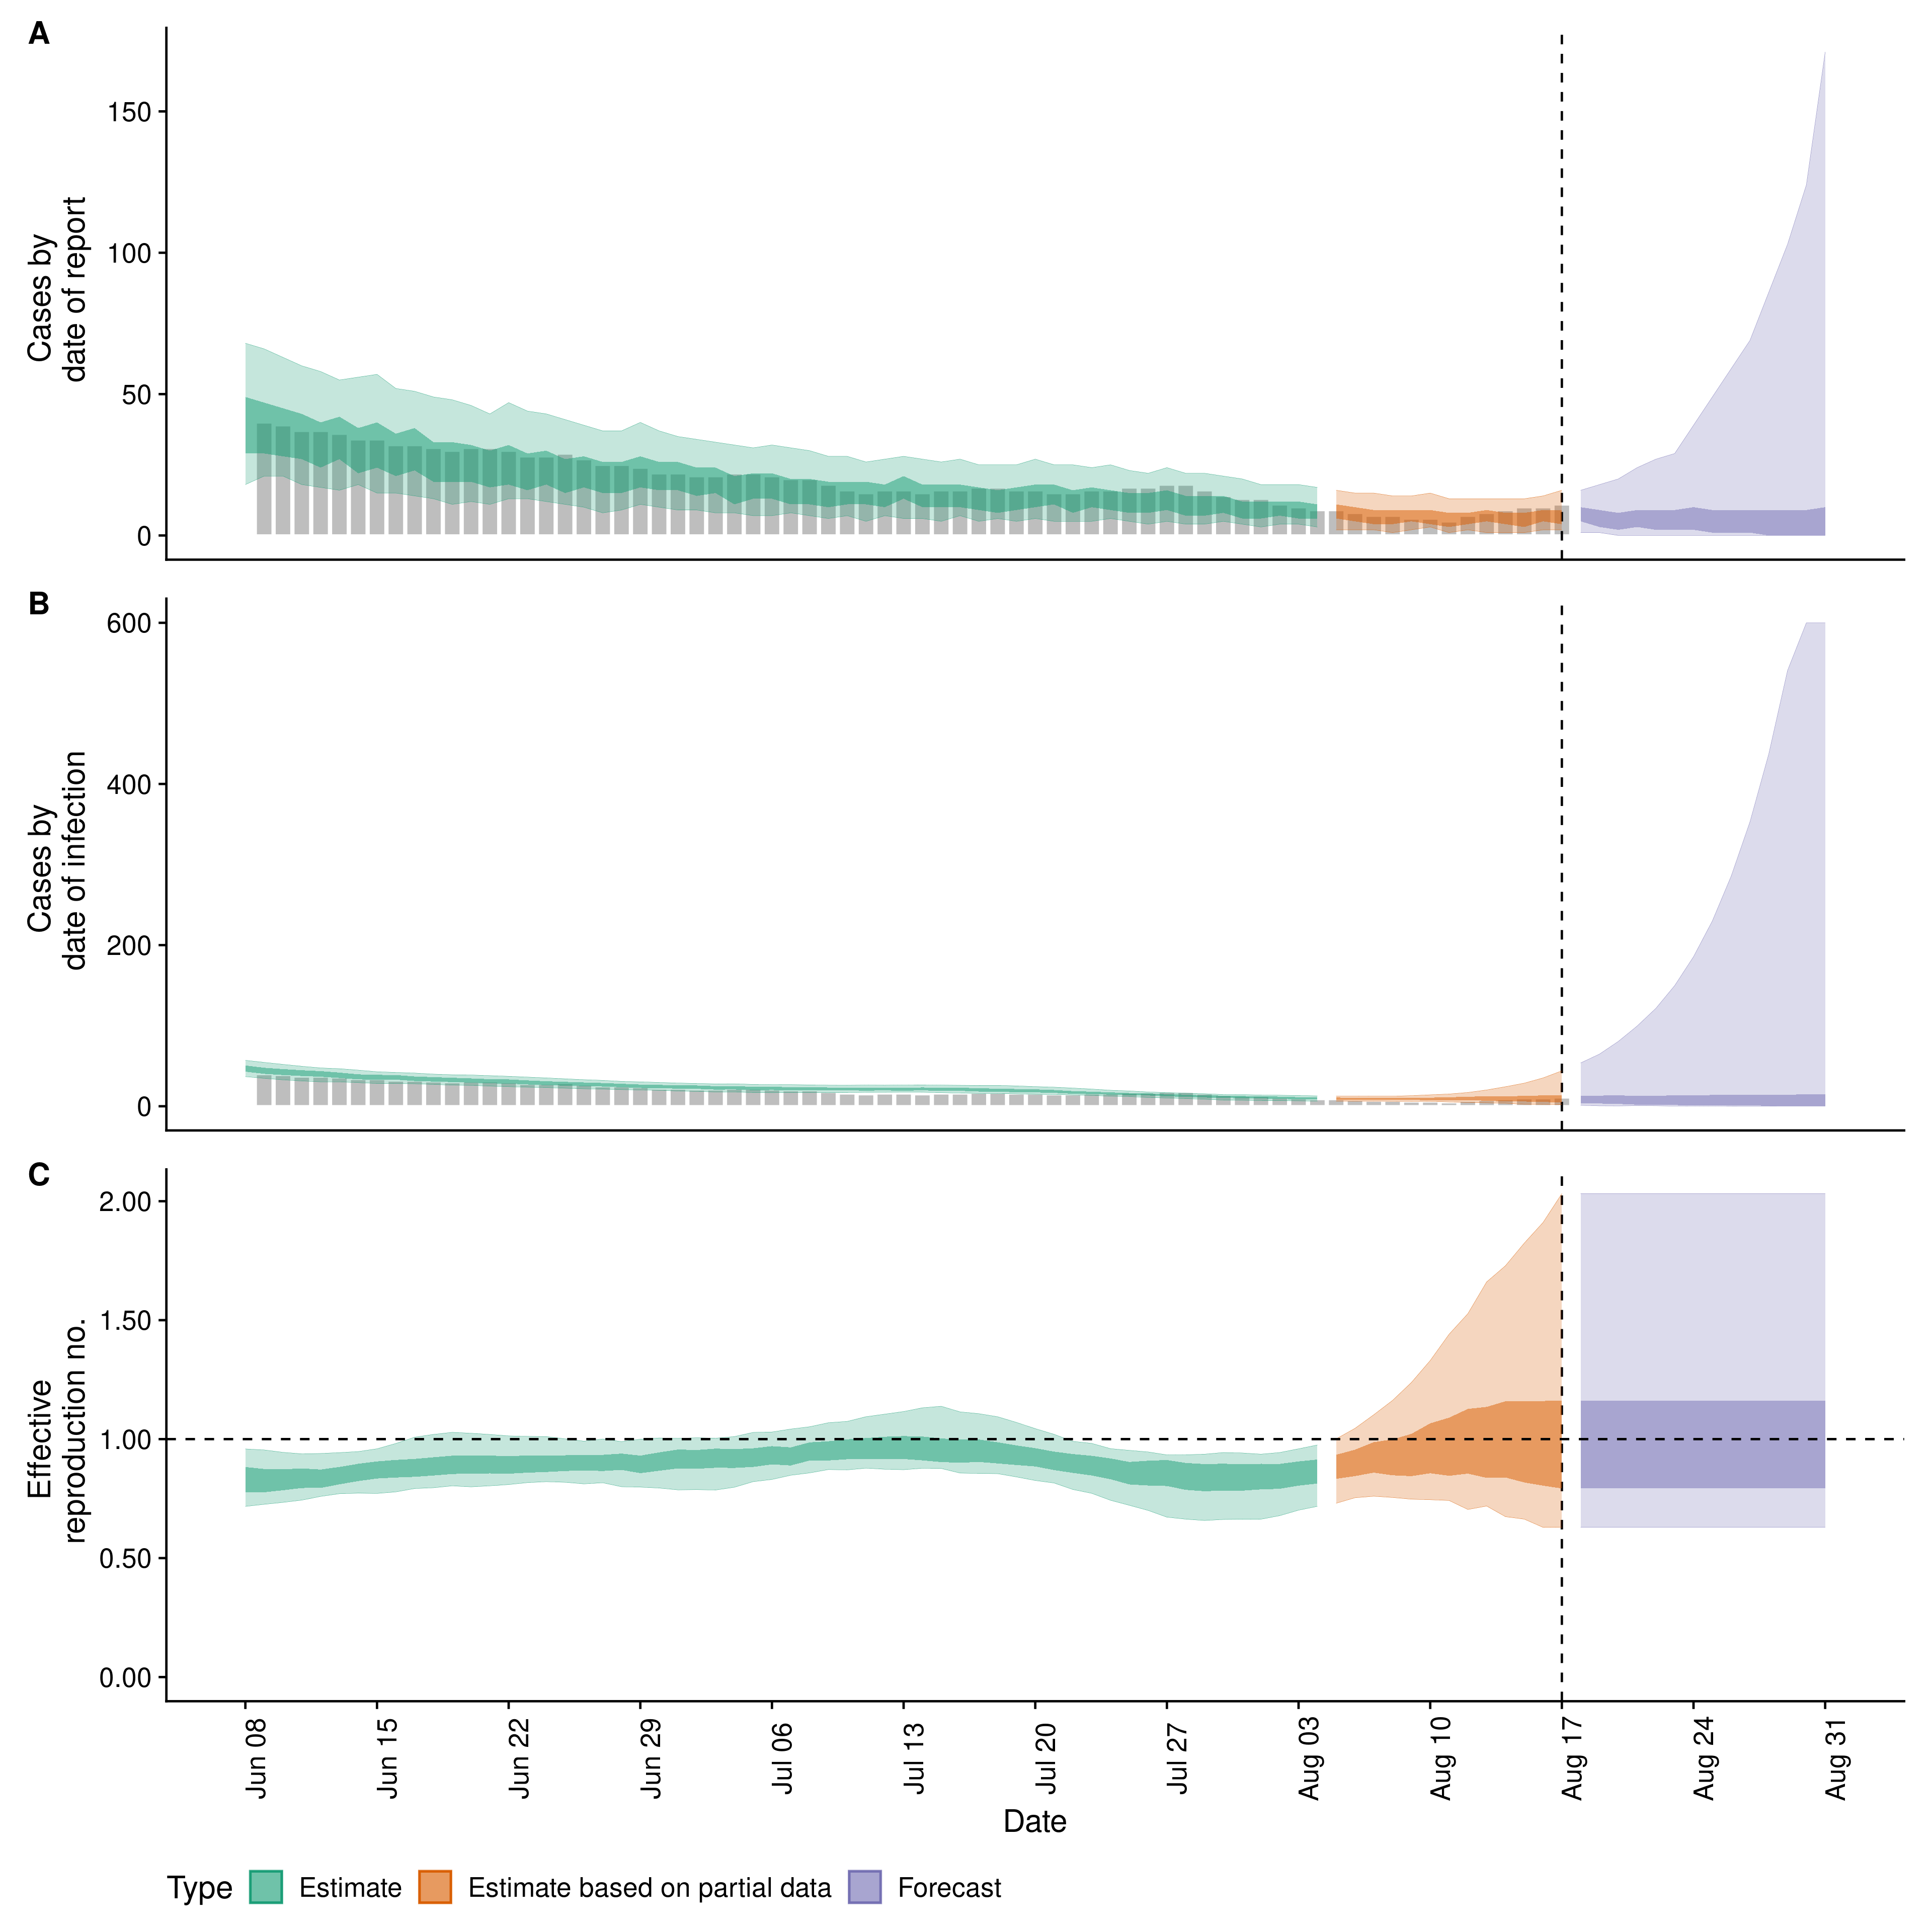 A
150
100
50
0
Cases by
date of report
B
600
400
200
0
Cases by
date of infection
C
2.00
1.50
1.00
0.50
0.00
Effective
reproduction no.
Jun 08
Jun 15
Jun 22
Jun 29
Jul 06
Jul 13
Jul 20
Jul 27
Aug 03
Aug 10
Aug 17
Aug 24
Aug 31
Date
Type Estimate Estimate based on partial data Forecast